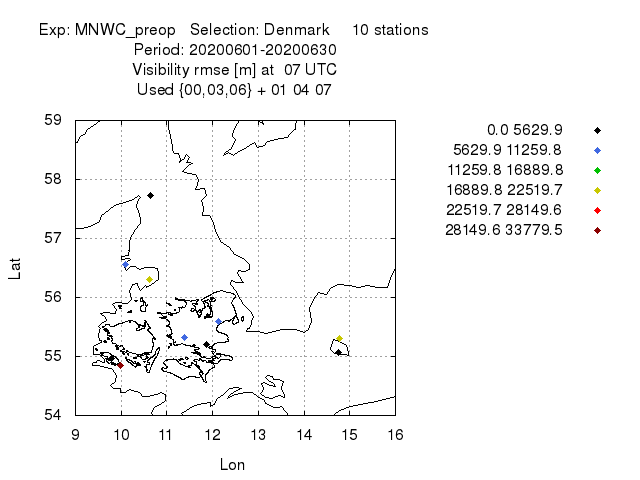 Exp: MNWC_preop Selection: Denmark 10 stations
Period: 20200601-20200630
Visibility rmse [m] at 07 UTC
Used {00,03,06} + 01 04 07
0.0 5629.9
5629.9 11259.8
11259.8 16889.8
16889.8 22519.7
22519.7 28149.6
28149.6 33779.5
59
58
57
56
55
54
Lat
9 10 11 12 13 14 15 16
Lon